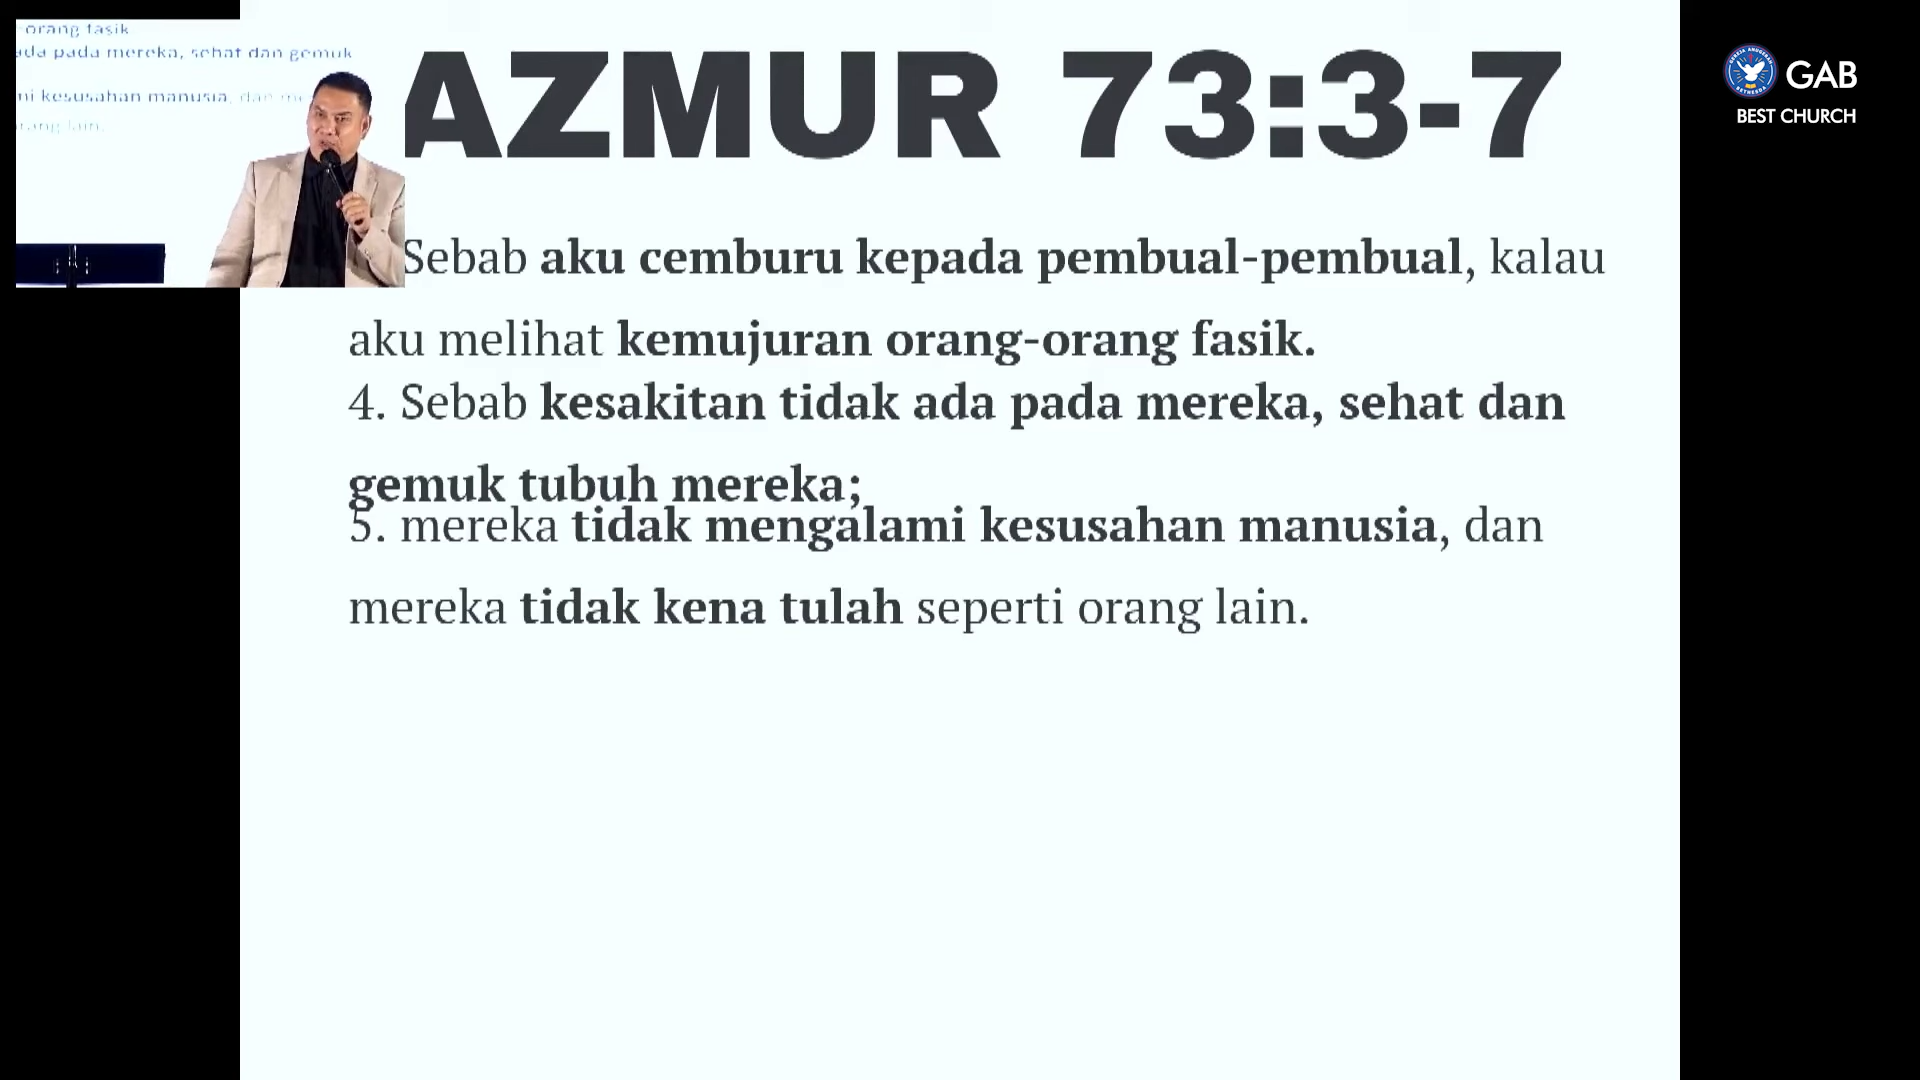 orang fasik
ada pada mereka, sehat dan gemuk
mi kesusahan manusia, dan me
orang lain.
AZMUR 73:3-7
GAB
BEST CHURCH
Sebab aku cemburu kepada pembual-pembual, kalau
aku melihat kemujuran orang-orang fasik.
4. Sebab kesakitan tidak ada pada mereka, sehat dan
gemuk tubuh mereka;
5. mereka tidak mengalami kesusahan manusia, dan
mereka tidak kena tulah seperti orang lain.